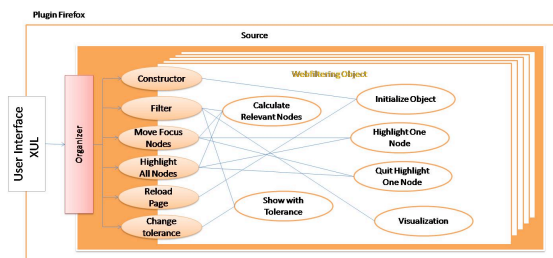 Plugin Firefox
Source
Web Filtering Object
User Interface
XUL
Organizer
Constructor
Filter
Move Focus
Nodes
Highlight
All Nodes
Reload
Page
Change
tolerance
Calculate
Relevant Nodes
Show with
Tolerance
Initialize Object
Highlight One
Node
Quit Highlight
One Node
Visualization